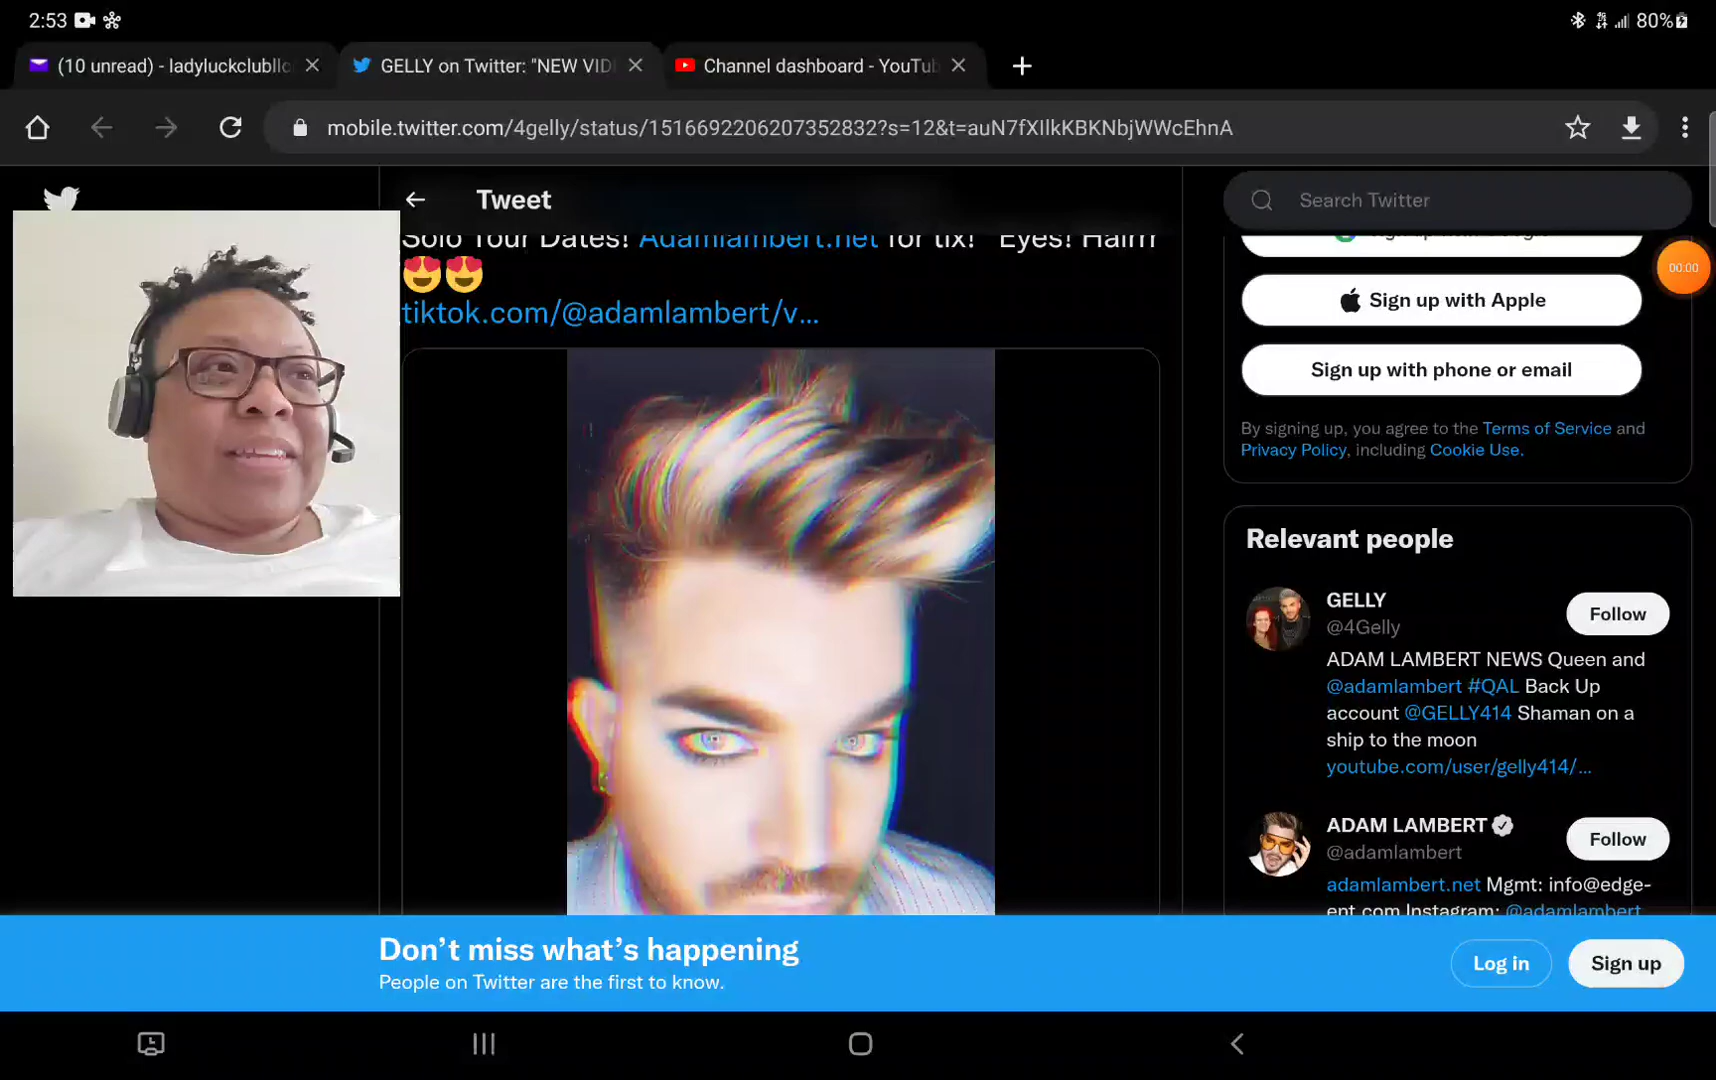 2:53
80%
(10 unread) - ladyluckclubllc
GELLY on Twitter: "NEW VID
Channel dashboard - YouTub
mobile.twitter.com/4gelly/status/1516692206207352832?s=12&t=auN7fXIlkKBKNbjWWcEhnA
Tweet
Search Twitter
Solo Tour Dates! Adamlambert.net for tix! Eyes! Hair!!
tiktok.com/@adamlambert/v...
00:00
Sign up with Apple
Sign up with phone or email
By signing up, you agree to the Terms of Service and
Privacy Policy, including Cookie Use.
Relevant people
GELLY
@4Gelly
Follow
ADAM LAMBERT NEWS Queen and
@adamlambert #QAL Back Up
account @GELLY414 Shaman on a
ship to the moon
youtube.com/user/gelly414/...
ADAM LAMBERT
@adamlambert
Follow
adamlambert.net Mgmt: info@edge-
ent.com Instagram: @adamlambert
Don't miss what's happening
People on Twitter are the first to know.
Log in
Sign up